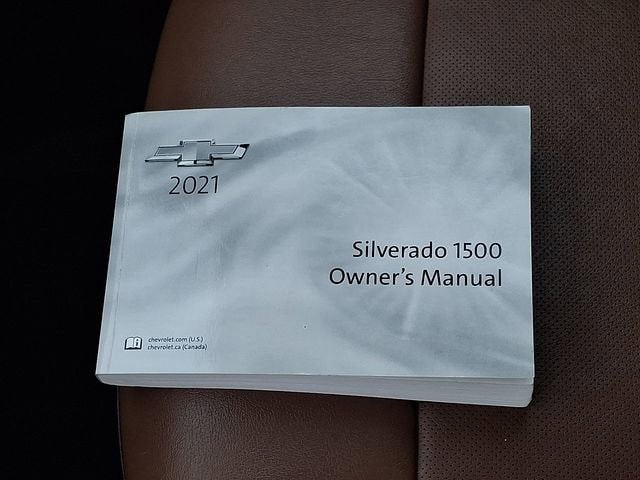 2021
Silverado 1500
Owner's Manual
chevrolet.com (U.S.)
chevrolet.ca (Canada)